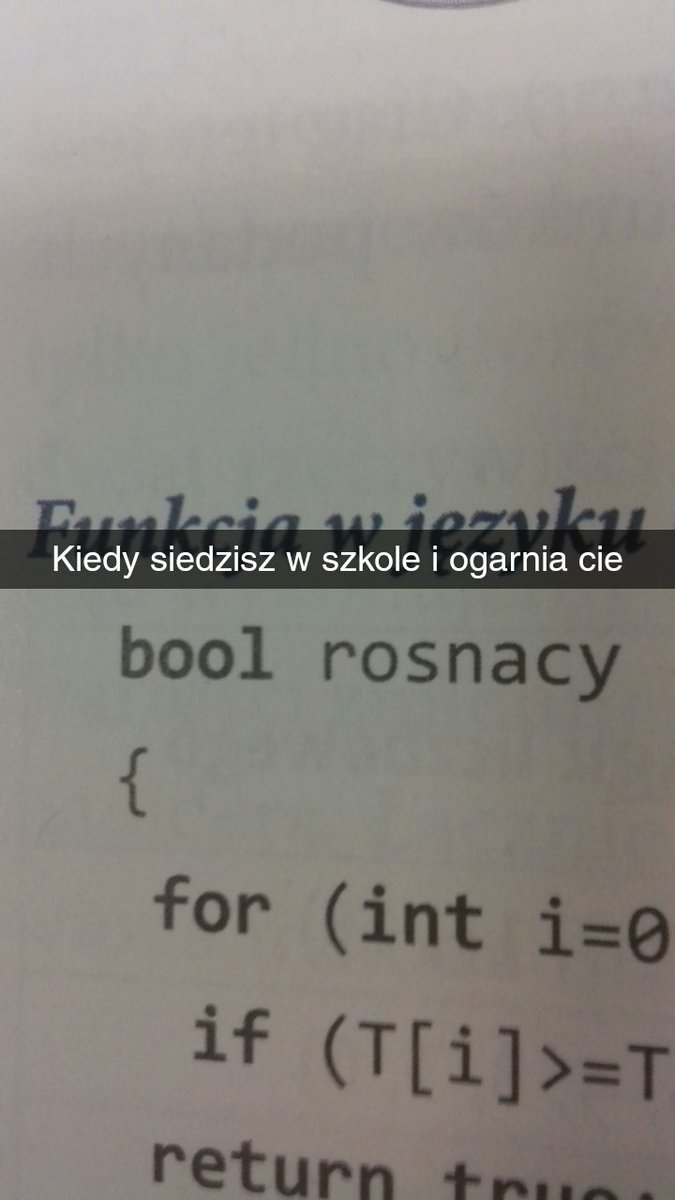 Funkcja w języku
Kiedy siedzisz w szkole i ogarnia cie
bool rosnacy
{
for (int i=0
if (T[i]>=T
return true;